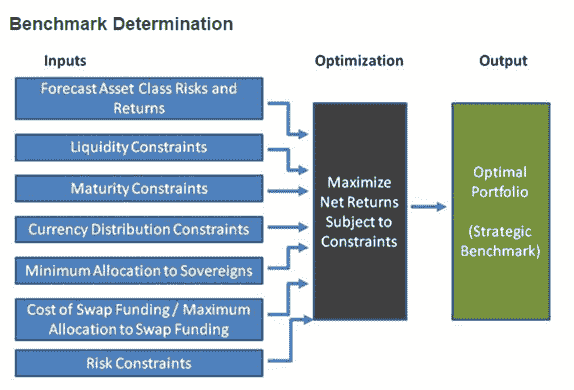 Benchmark Determination
Inputs
Optimization
Output
Forecast Asset Class Risks and
Returns
Liquidity Constraints
Maturity Constraints
Currency Distribution Constraints
Minimum Allocation to Sovereigns
Cost of Swap Funding / Maximum
Allocation to Swap Funding
Risk Constraints
Maximize
Net Returns
Subject to
Constraints
Optimal
Portfolio
(Strategic
Benchmark)